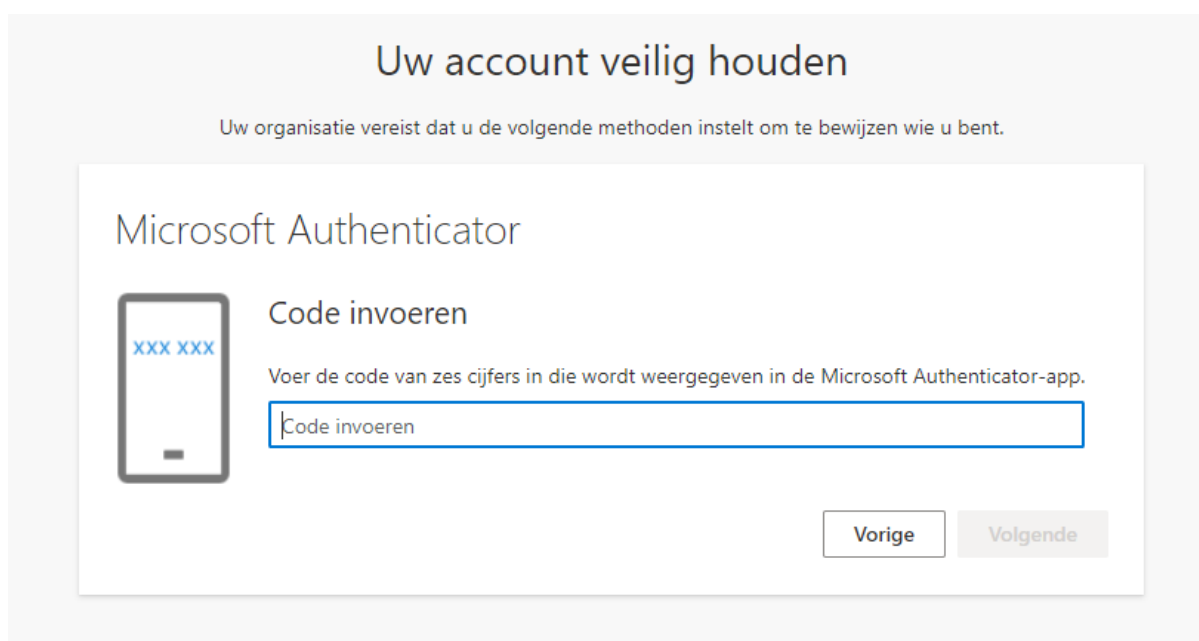 Uw account veilig houden
Uw organisatie vereist dat u de volgende methoden instelt om te bewijzen wie u bent.
Microsoft Authenticator
xxx xxx
Code invoeren
Voer de code van zes cijfers in die wordt weergegeven in de Microsoft Authenticator-app.
Code invoeren
Vorige
Volgende